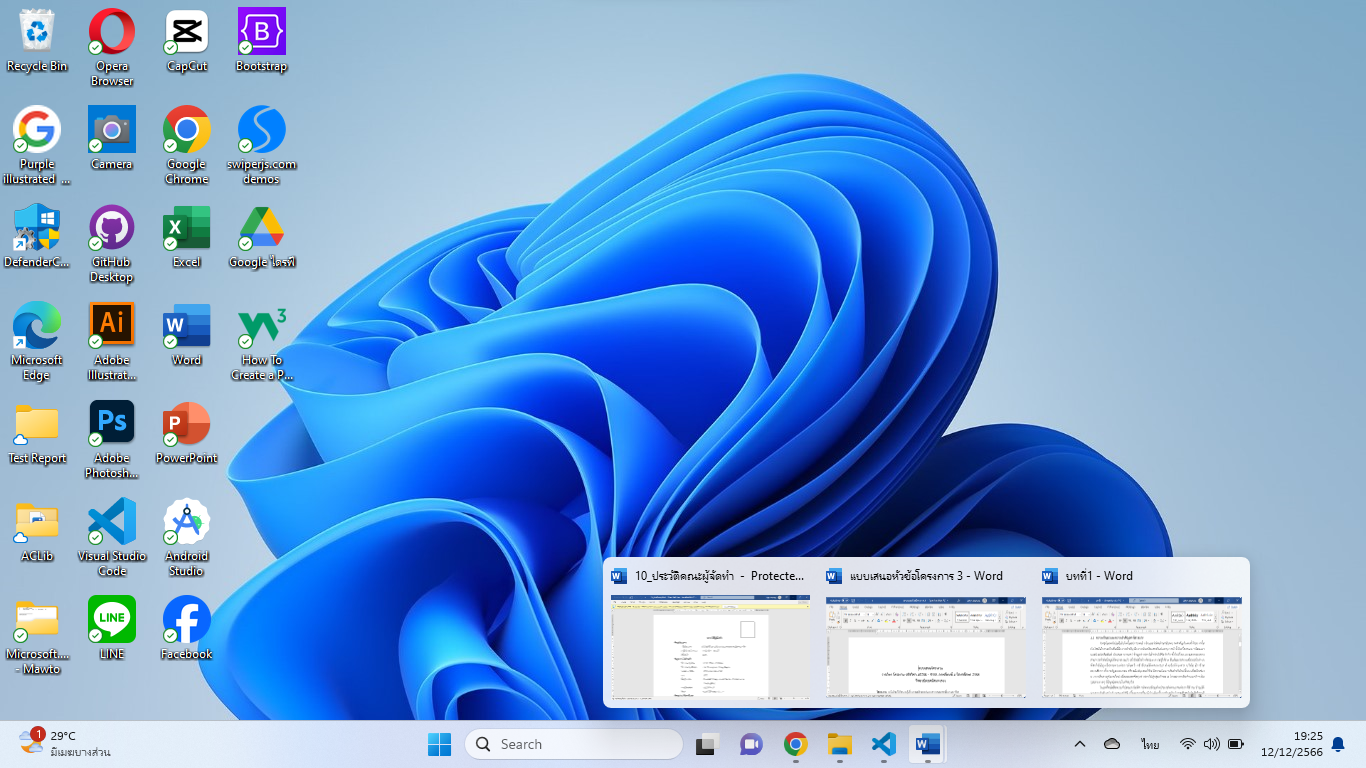 Recycle Bin
Opera
Browser
CapCut
Bootstrap
Purple
illustrated ...
Camera
Google
Chrome
swiperjs.com
demos
DefenderC...
GitHub
Desktop
Excel
Google ไดรฟ์
Microsoft
Edge
Ai
Adobe
Illustrat...
W
Word
How To
Create a P...
Test Report
Ps
Adobe
Photosh...
P
PowerPoint
ACLib
Visual Studio
Code
Android
Studio
Microsoft....
- Mawto
LINE
LINE
Facebook
10_ประวัติคณะผู้จัดทำ - Protecte...
แบบเสนอหัวข้อโครงการ 3 - Word
บทที่1 - Word
1
29°C
มีเมฆบางส่วน
Search
ไทย
19:25
12/12/2566